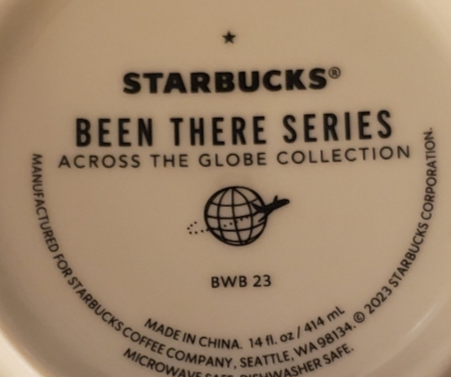 STARBUCKS®
BEEN THERE SERIES
ACROSS THE GLOBE COLLECTION
BWB 23
MADE IN CHINA. 14 fl. oz / 414 mL
MANUFACTURED FOR STARBUCKS COFFEE COMPANY, SEATTLE, WA 98134. © 2023 STARBUCKS CORPORATION.
MICROWAVE SAFE. DISHWASHER SAFE.